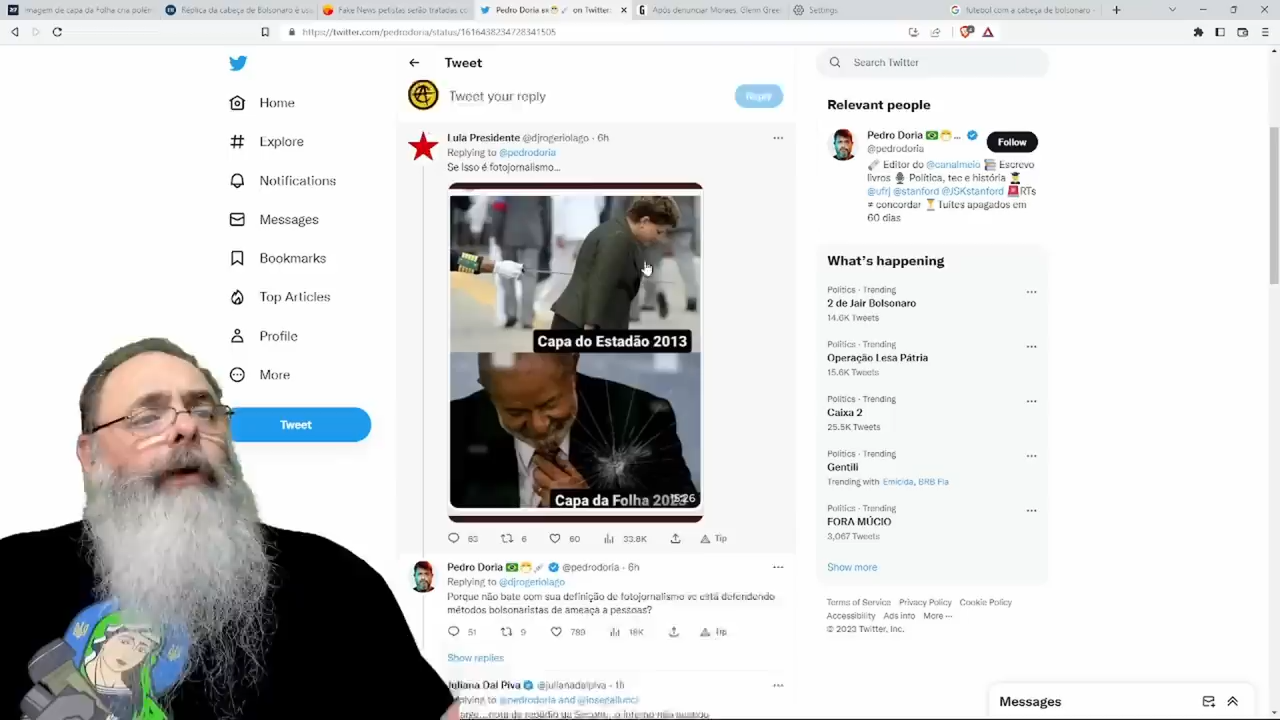 Imagem de capa da Folha cria polêm
Réplica da cabeça de Bolsonaro é us
Fake News petistas serão tratadas co
Pedro Doria on Twitter:
Após denunciar Moraes, Glenn Green
Settings
futebol com a cabeça de bolsonaro -
https://twitter.com/pedrodoria/status/1616438234728341505
Home
Explore
Notifications
Messages
Bookmarks
Top Articles
Profile
More
Tweet
Tweet
Tweet your reply
Reply
Lula Presidente @djrogeriolago · 6h
Replying to @pedrodoria
Se isso é fotojornalismo...
Capa do Estadão 2013
Capa da Folha
63 6 60 33.8K Tip
Pedro Doria @pedrodoria · 6h
Replying to @djrogeriolago
Porque não bate com sua definição de fotojornalismo vc está defendendo
métodos bolsonaristas de ameaça a pessoas?
51 9 789 18K Tip
Show replies
Juliana Dal Piva @julianadalpiva · 1h
Replying to @pedrodoria and
Search Twitter
Relevant people
Pedro Doria ...
@pedrodoria
Follow
Editor do @canalmeio Escrevo
livros Política, tec e história
@ufrj @stanford @JSKstanford RTs
≠ concordar Tuítes apagados em
60 dias
What's happening
Politics · Trending
2 de Jair Bolsonaro
14.6K Tweets
Politics · Trending
Operação Lesa Pátria
15.6K Tweets
Politics · Trending
Caixa 2
25.5K Tweets
Politics · Trending
Gentili
Trending with Emicida, BRB Fla
Politics · Trending
FORA MÚCIO
3,067 Tweets
Show more
Terms of Service Privacy Policy Cookie Policy
Accessibility Ads info More ···
© 2023 Twitter, Inc.
Messages